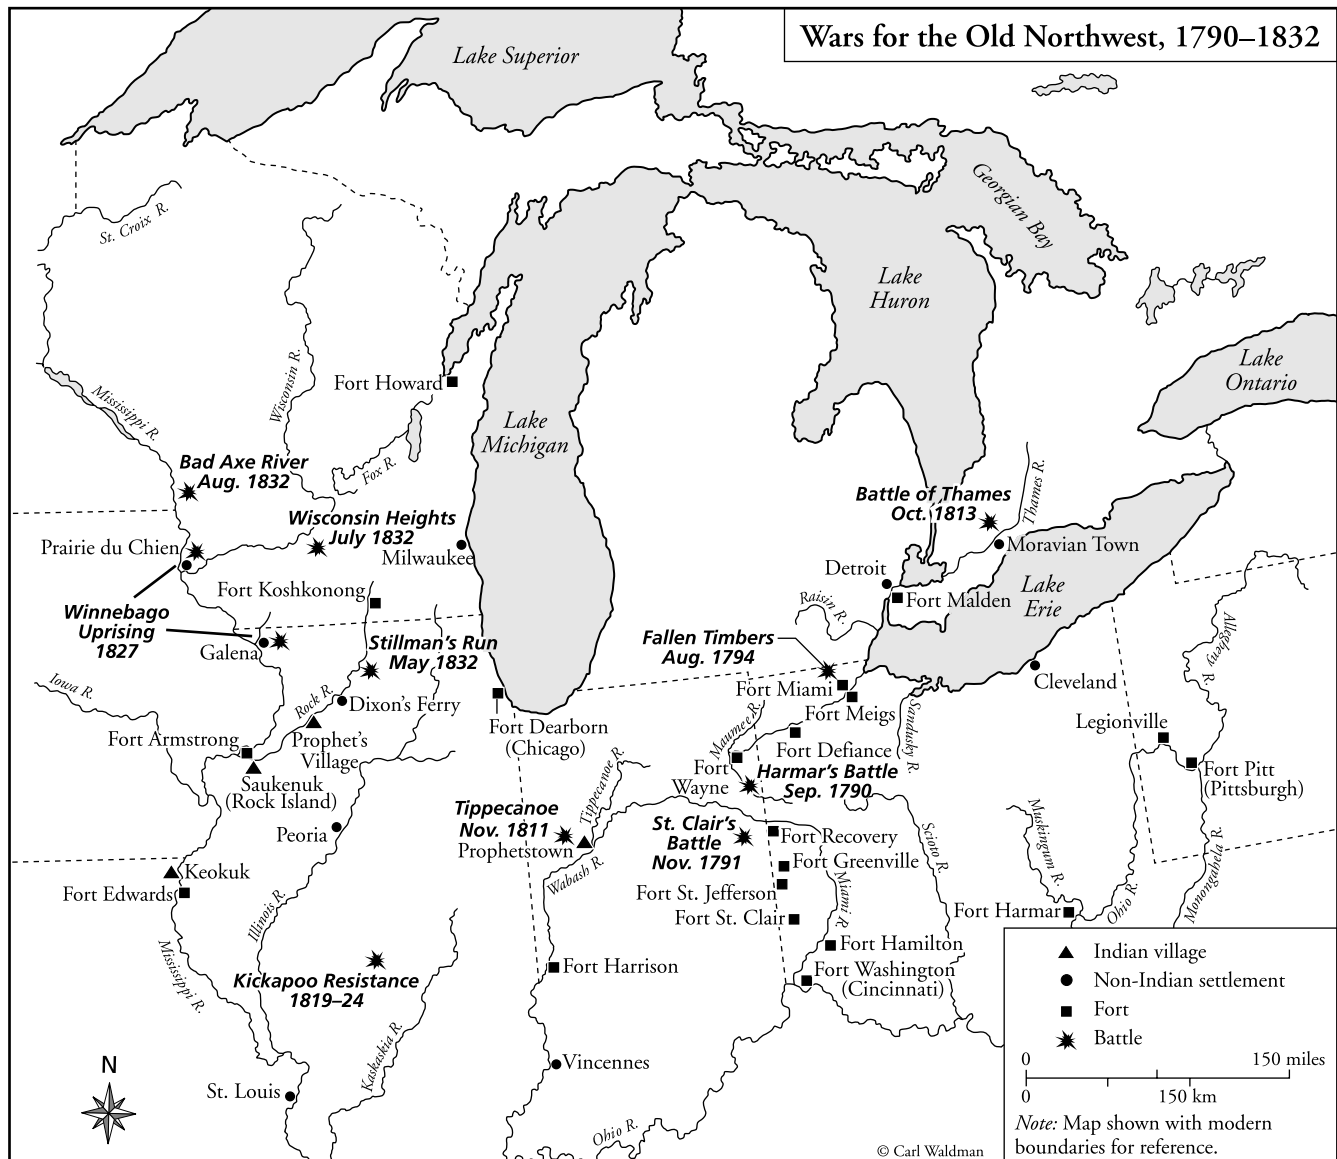 Wars for the Old Northwest, 1790–1832
Lake Superior
Georgian Bay
St. Croix R.
Lake
Huron
Lake
Ontario
Wisconsin R.
Fort Howard
Mississippi R.
Lake
Michigan
Fox R.
Bad Axe River
Aug. 1832
Thames R.
Battle of Thames
Oct. 1813
Wisconsin Heights
July 1832
Prairie du Chien
Milwaukee
Moravian Town
Detroit
Lake
Erie
Fort Koshkonong
Fort Malden
Raisin R.
Winnebago
Uprising
1827
Allegheny R.
Fallen Timbers
Aug. 1794
Stillman's Run
May 1832
Galena
Cleveland
Iowa R.
Fort Miami
Rock R.
Dixon's Ferry
Fort Meigs
Fort Dearborn
(Chicago)
Maumee R.
Sandusky R.
Legionville
Fort Armstrong
Prophet's
Village
Fort Defiance
Fort
Wayne
Harmar's Battle
Sep. 1790
Fort Pitt
(Pittsburgh)
Saukenuk
(Rock Island)
Tippecanoe R.
Tippecanoe
Nov. 1811
Prophetstown
St. Clair's
Battle
Nov. 1791
Peoria
Fort Recovery
Muskingum R.
Scioto R.
Monongahela R.
Fort Greenville
Keokuk
Wabash R.
Fort Edwards
Fort St. Jefferson
Miami R.
Ohio R.
Illinois R.
Fort St. Clair
Fort Harmar
Mississippi R.
Fort Hamilton
Kickapoo Resistance
1819–24
Fort Harrison
Fort Washington
(Cincinnati)
Kaskaskia R.
Vincennes
St. Louis
Ohio R.
N
Indian village
Non-Indian settlement
Fort
Battle
0 150 miles
0 150 km
Note: Map shown with modern
boundaries for reference.
© Carl Waldman